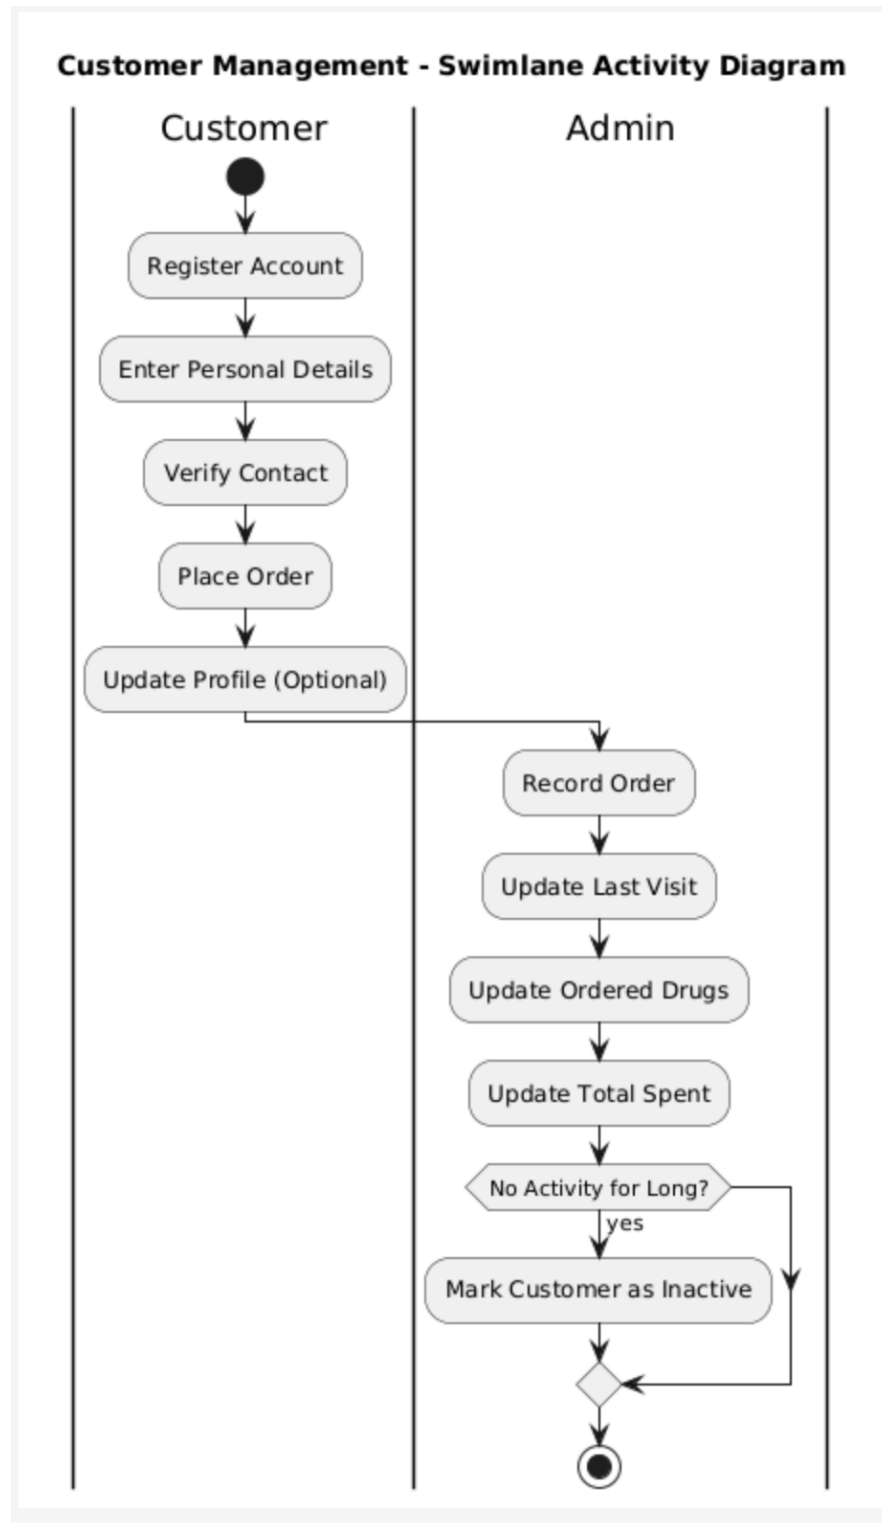 Customer Management - Swimlane Activity Diagram
Customer
Admin
Register Account
Enter Personal Details
Verify Contact
Place Order
Update Profile (Optional)
Record Order
Update Last Visit
Update Ordered Drugs
Update Total Spent
No Activity for Long?
yes
Mark Customer as Inactive